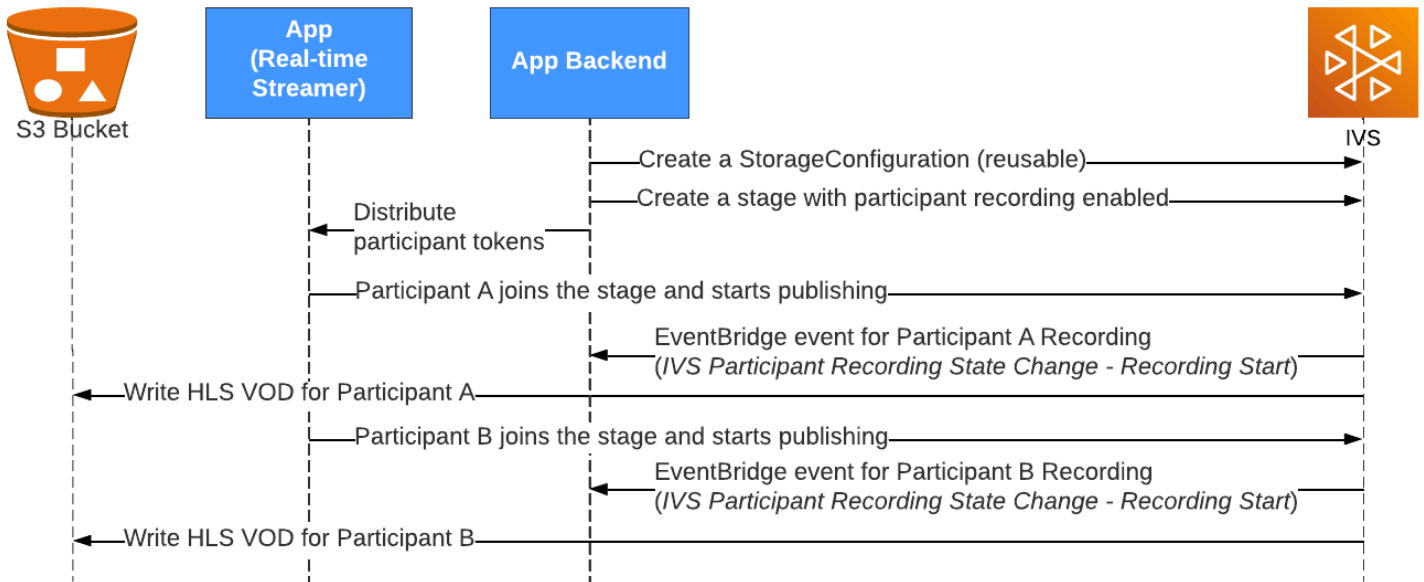 App
(Real-time
Streamer)
App Backend
S3 Bucket
IVS
Create a StorageConfiguration (reusable)
Create a stage with participant recording enabled
Distribute
participant tokens
Participant A joins the stage and starts publishing
EventBridge event for Participant A Recording
(IVS Participant Recording State Change - Recording Start)
Write HLS VOD for Participant A
Participant B joins the stage and starts publishing
EventBridge event for Participant B Recording
(IVS Participant Recording State Change - Recording Start)
Write HLS VOD for Participant B